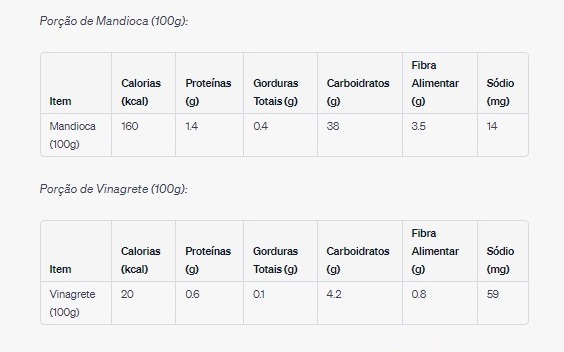 Porção de Mandioca (100g):
Item Calorias (kcal) Proteínas (g) Gorduras Totais (g) Carboidratos (g) Fibra Alimentar (g) Sódio (mg)
Mandioca (100g) 160 1.4 0.4 38 3.5 14
Porção de Vinagrete (100g):
Item Calorias (kcal) Proteínas (g) Gorduras Totais (g) Carboidratos (g) Fibra Alimentar (g) Sódio (mg)
Vinagrete (100g) 20 0.6 0.1 4.2 0.8 59